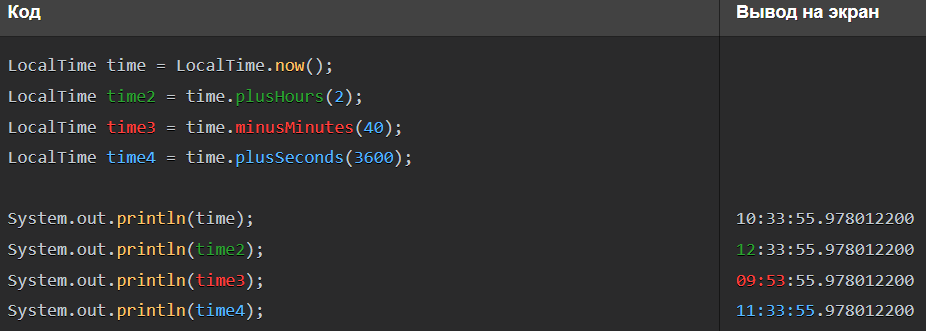 Код Вывод на экран
LocalTime time = LocalTime.now();
LocalTime time2 = time.plusHours(2);
LocalTime time3 = time.minusMinutes(40);
LocalTime time4 = time.plusSeconds(3600);
System.out.println(time); 10:33:55.978012200
System.out.println(time2); 12:33:55.978012200
System.out.println(time3); 09:53:55.978012200
System.out.println(time4); 11:33:55.978012200